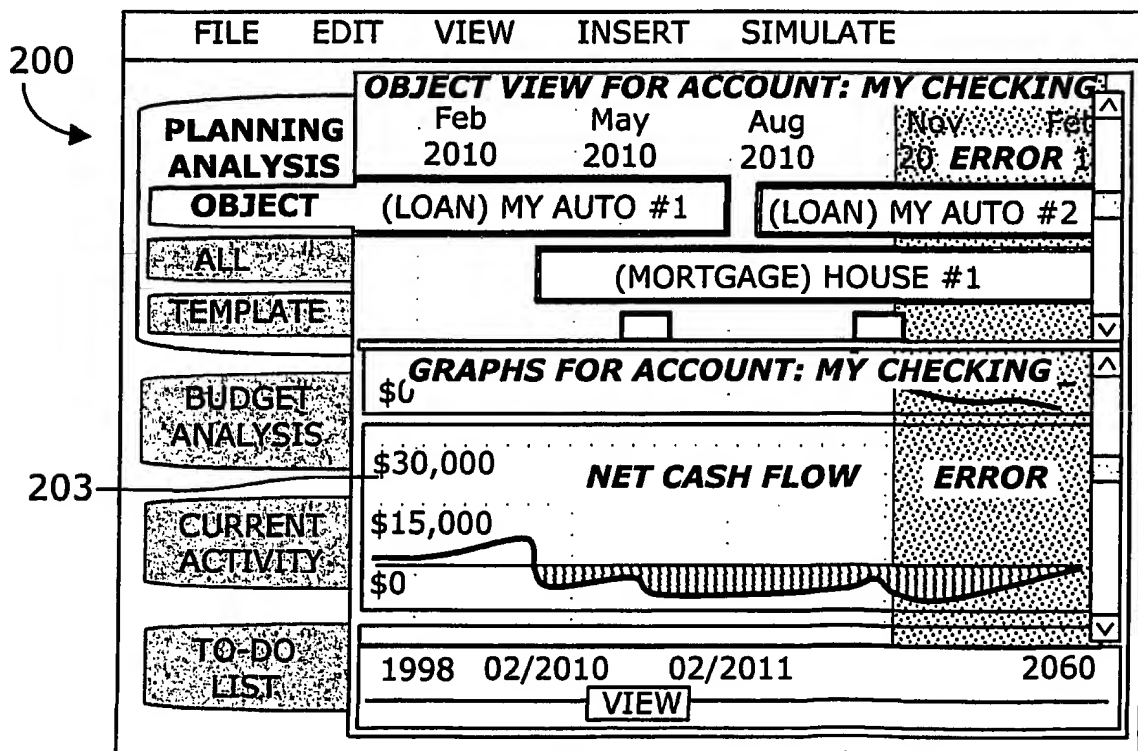 FILE EDIT VIEW INSERT SIMULATE
200
OBJECT VIEW FOR ACCOUNT: MY CHECKING
PLANNING
ANALYSIS
OBJECT
ALL
TEMPLATE
Feb May Aug Nov
2010 2010 2010 20 ERROR 1
(LOAN) MY AUTO #1 (LOAN) MY AUTO #2
(MORTGAGE) HOUSE #1
BUDGET
ANALYSIS
GRAPHS FOR ACCOUNT: MY CHECKING
203
$30,000 NET CASH FLOW ERROR
$15,000
$0
CURRENT
ACTIVITY
TO-DO
LIST
1998 02/2010 02/2011 2060
VIEW